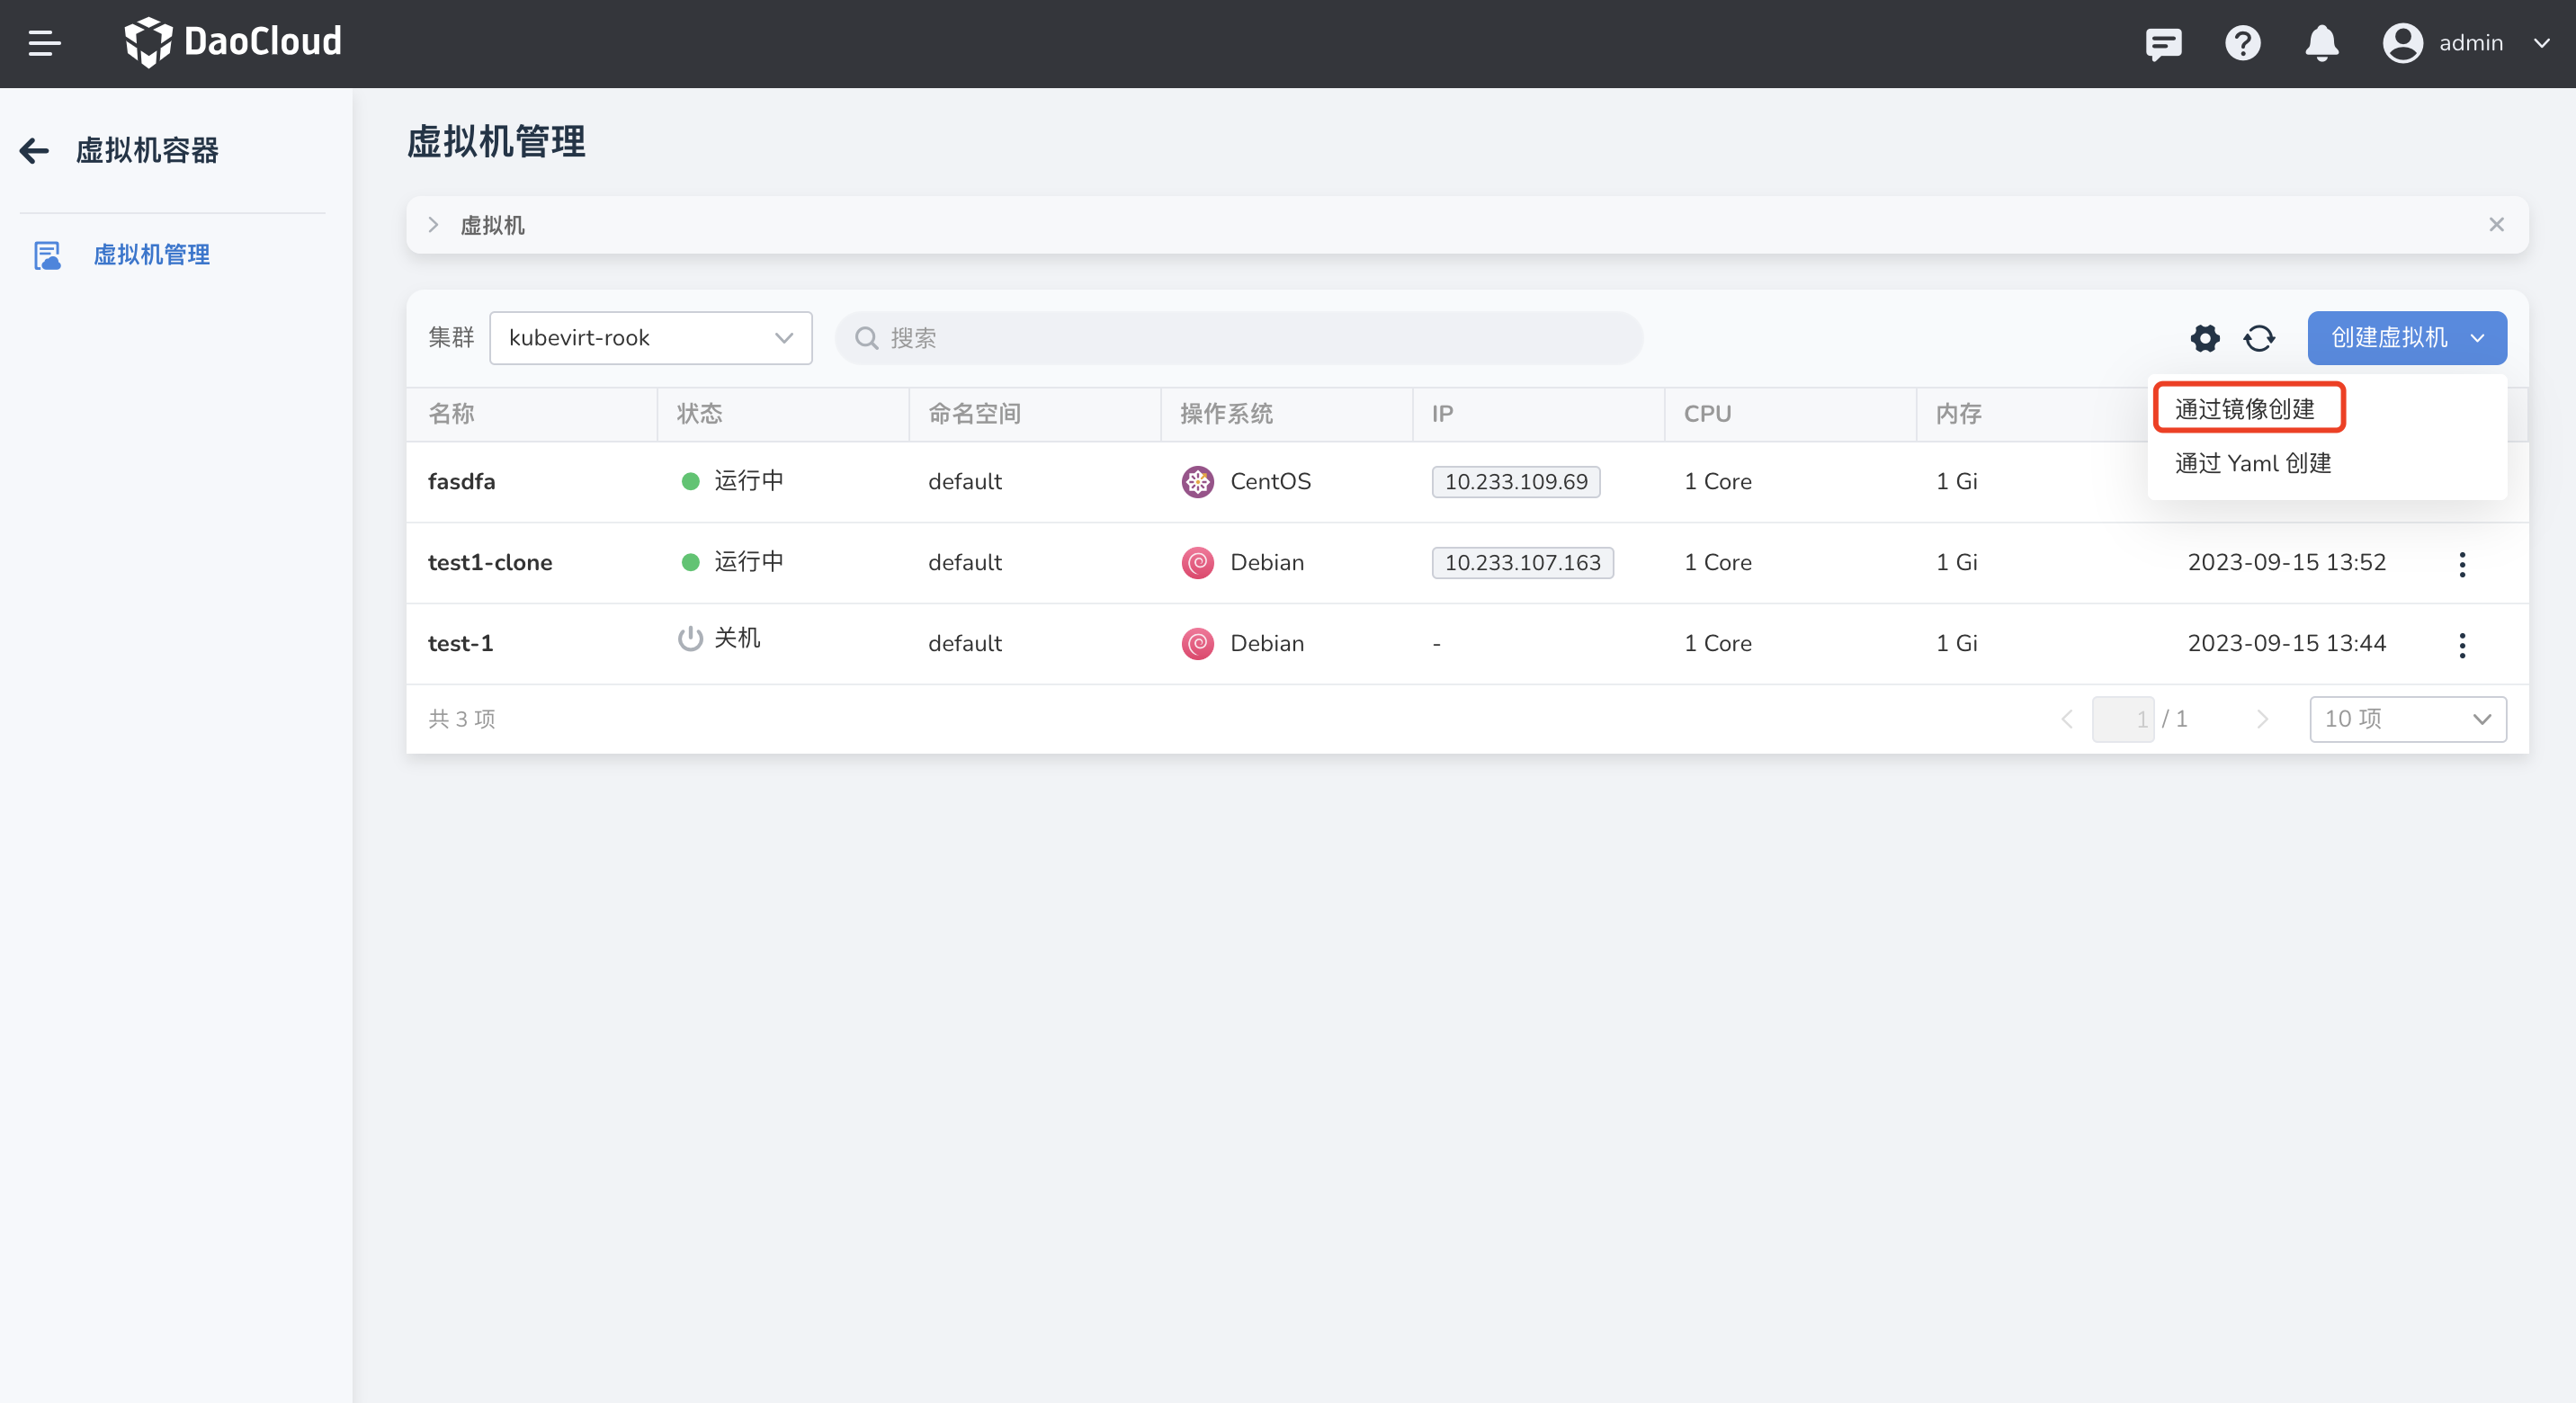 DaoCloud
admin
虚拟机容器
虚拟机管理
虚拟机管理
虚拟机
集群 kubevirt-rook 搜索 创建虚拟机
通过镜像创建
通过 Yaml 创建
名称 状态 命名空间 操作系统 IP CPU 内存
fasdfa 运行中 default CentOS 10.233.109.69 1 Core 1 Gi
test1-clone 运行中 default Debian 10.233.107.163 1 Core 1 Gi 2023-09-15 13:52
test-1 关机 default Debian - 1 Core 1 Gi 2023-09-15 13:44
共 3 项 1 / 1 10 项